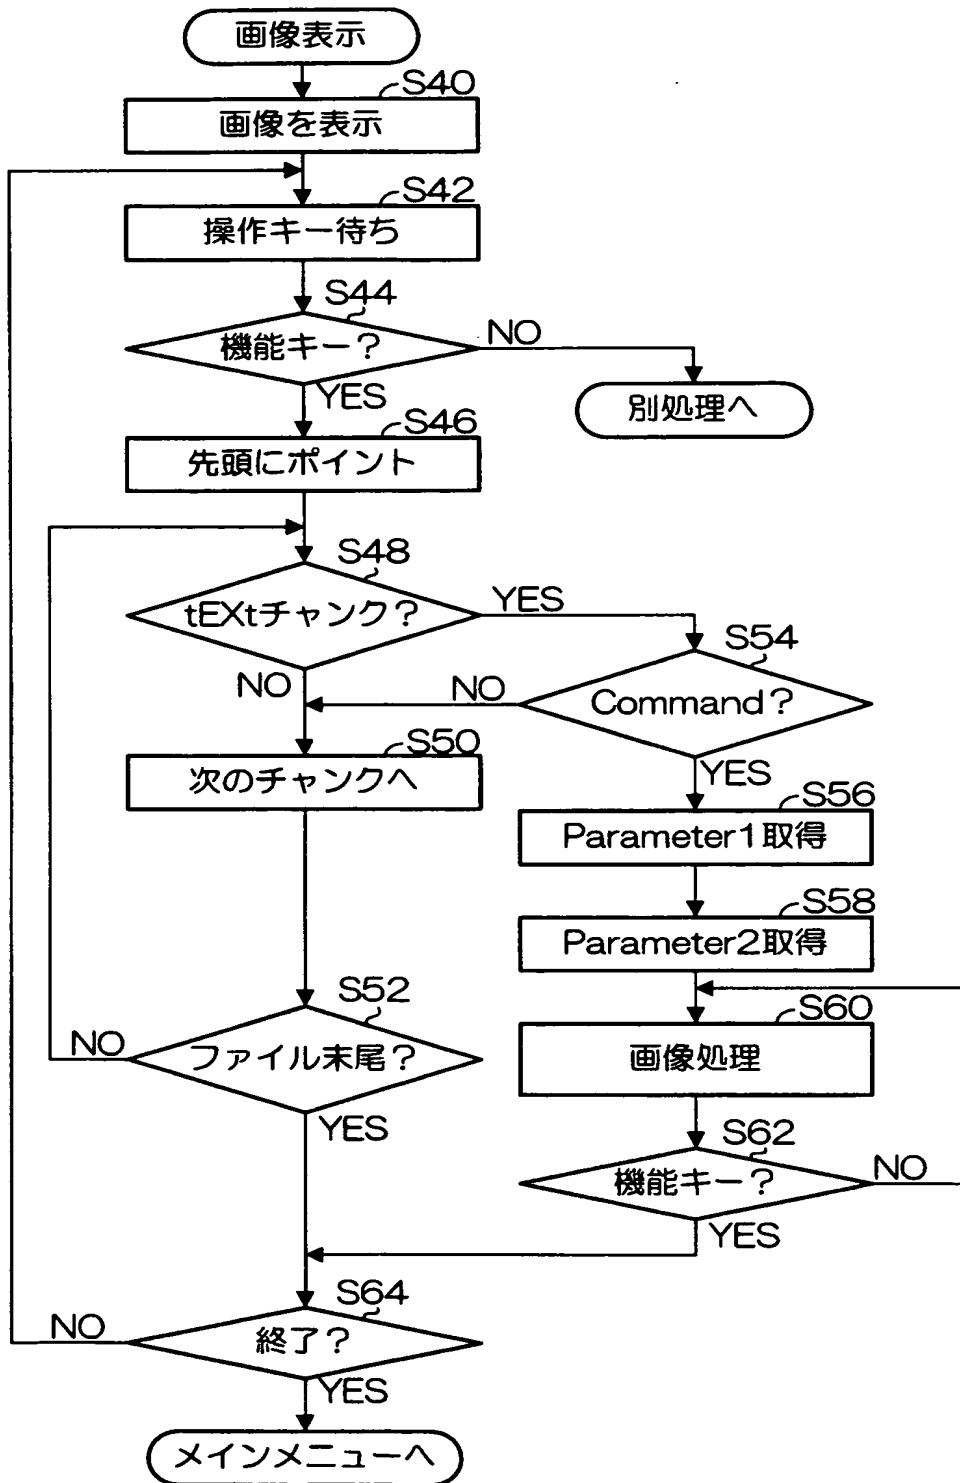 画像表示
S40
画像を表示
S42
操作キー待ち
S44
機能キー?
NO
YES
別処理へ
S46
先頭にポイント
S48
tEXtチャンク?
YES
S54
NO
NO
Command?
S50
YES
次のチャンクへ
S56
Parameter1取得
S58
Parameter2取得
S52
S60
NO
ファイル末尾?
画像処理
YES
S62
機能キー?
NO
YES
S64
NO
終了?
YES
メインメニューへ